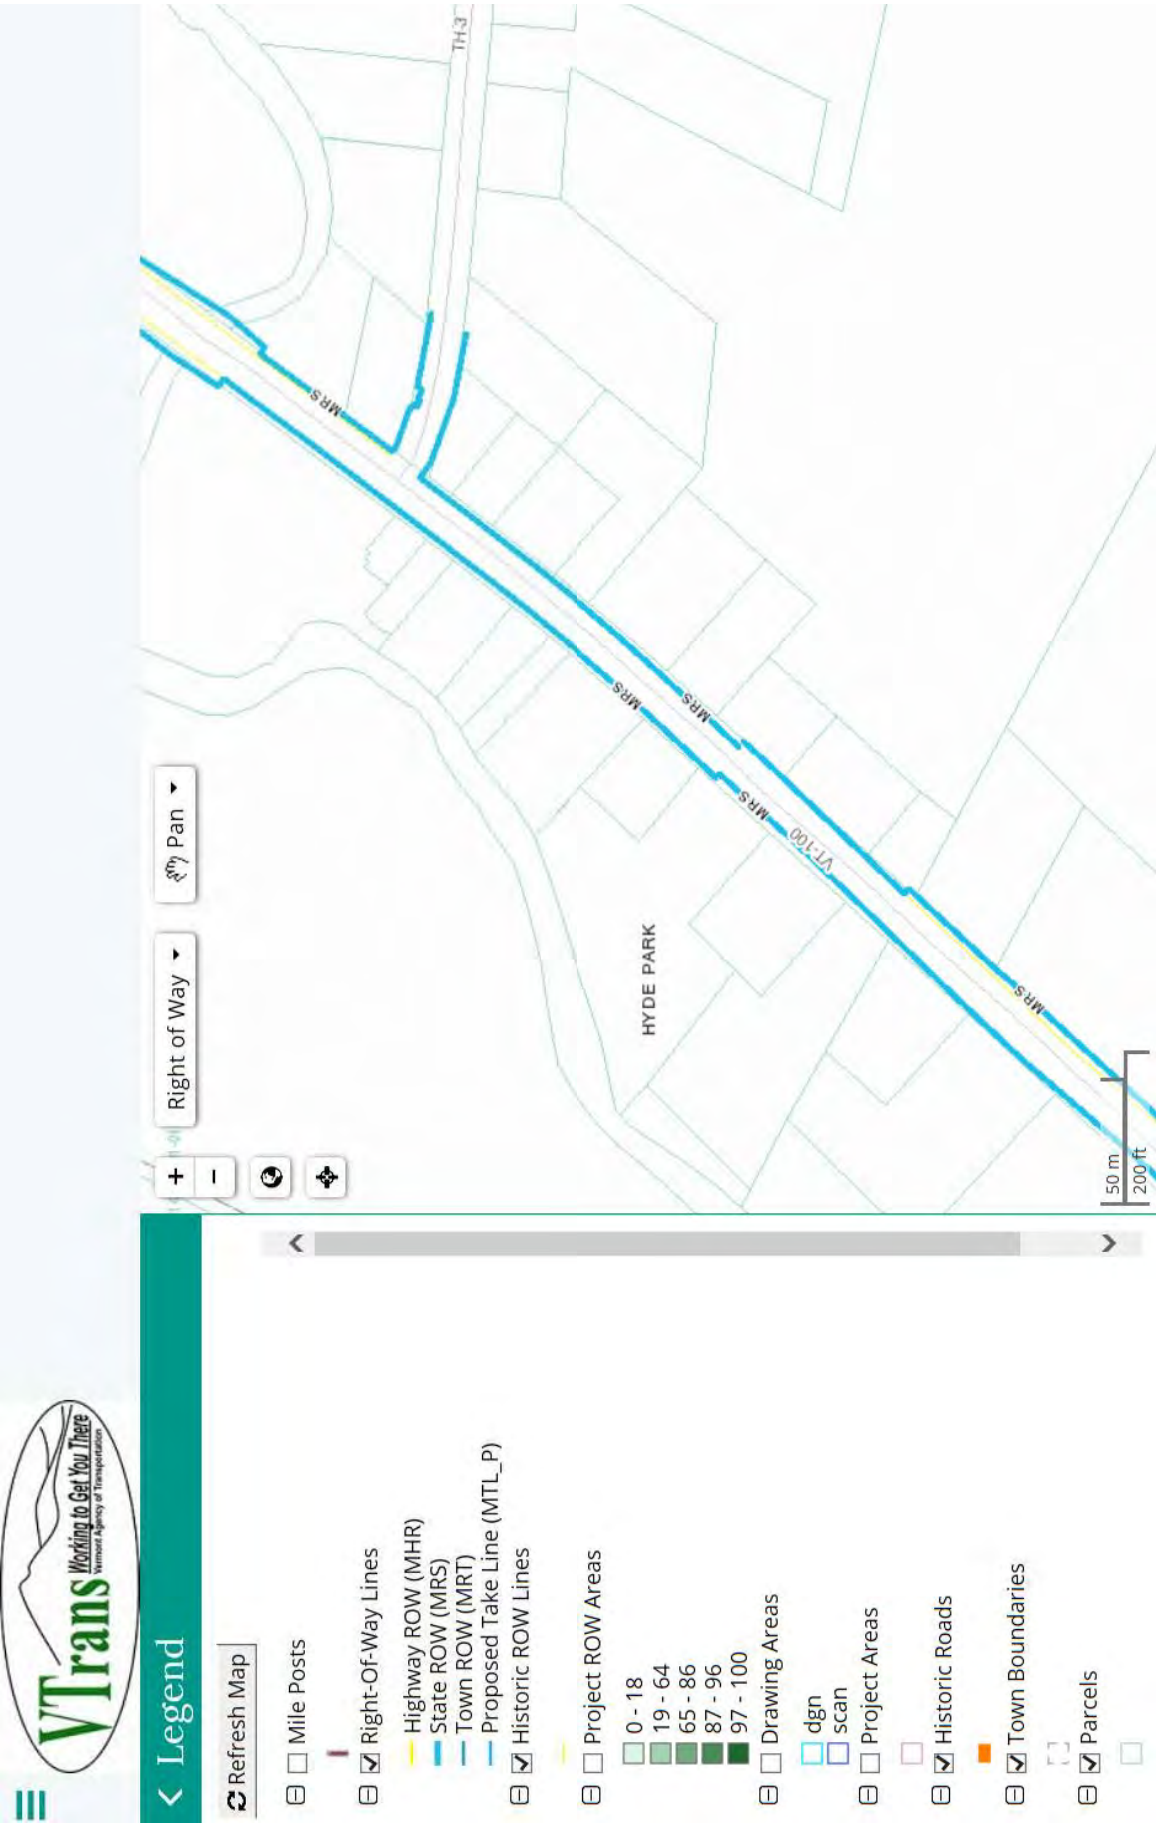 VTrans
Working to Get You There
Vermont Agency of Transportation
Legend
Refresh Map
Mile Posts
Right-Of-Way Lines
Highway ROW (MHR)
State ROW (MRS)
Town ROW (MRT)
Proposed Take Line (MTL_P)
Historic ROW Lines
Project ROW Areas
0 - 18
19 - 64
65 - 86
87 - 96
97 - 100
Drawing Areas
dgn
scan
Project Areas
Historic Roads
Town Boundaries
Parcels
+
−
Right of Way
Pan
TH-3
MRS
MRS
MRS
MRS
VT-100
HYDE PARK
MRS
50 m
200 ft